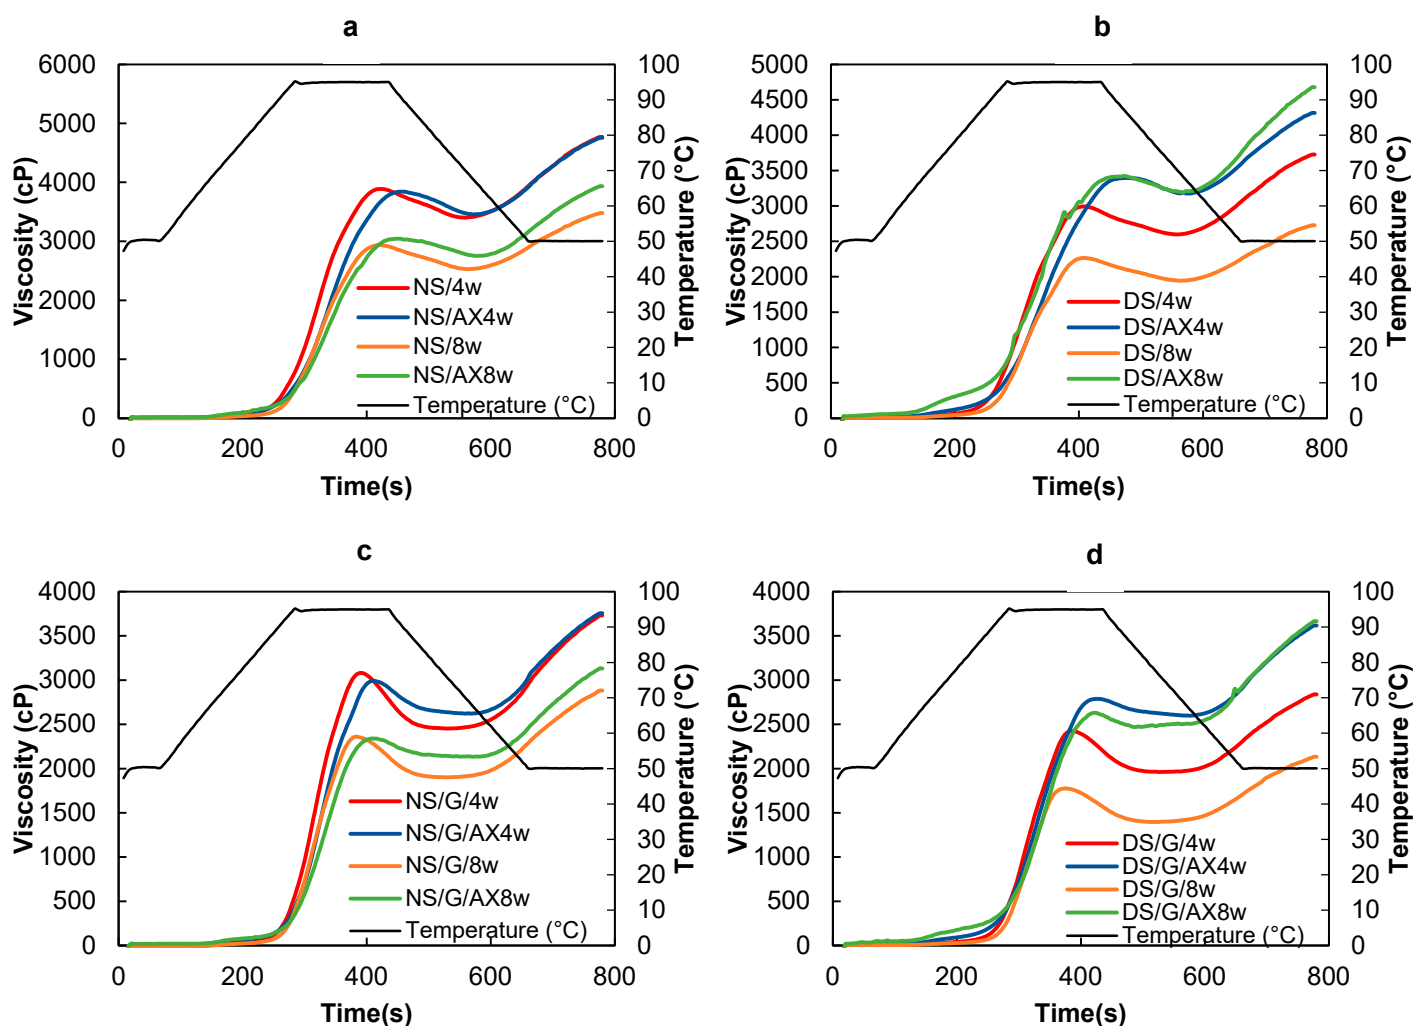 a
6000
5000
4000
3000
2000
1000
0
Viscosity (cP)
100
90
80
70
60
50
40
30
20
10
0
Temperature (°C)
NS/4w
NS/AX4w
NS/8w
NS/AX8w
Temperature (°C)
0 200 400 600 800
Time(s)
b
5000
4500
4000
3500
3000
2500
2000
1500
1000
500
0
Viscosity (cP)
100
90
80
70
60
50
40
30
20
10
0
Temperature (°C)
DS/4w
DS/AX4w
DS/8w
DS/AX8w
Temperature (°C)
0 200 400 600 800
Time(s)
c
4000
3500
3000
2500
2000
1500
1000
500
0
Viscosity (cP)
100
90
80
70
60
50
40
30
20
10
0
Temperature (°C)
NS/G/4w
NS/G/AX4w
NS/G/8w
NS/G/AX8w
Temperature (°C)
0 200 400 600 800
Time(s)
d
4000
3500
3000
2500
2000
1500
1000
500
0
Viscosity (cP)
100
90
80
70
60
50
40
30
20
10
0
Temperature (°C)
DS/G/4w
DS/G/AX4w
DS/G/8w
DS/G/AX8w
Temperature (°C)
0 200 400 600 800
Time(s)